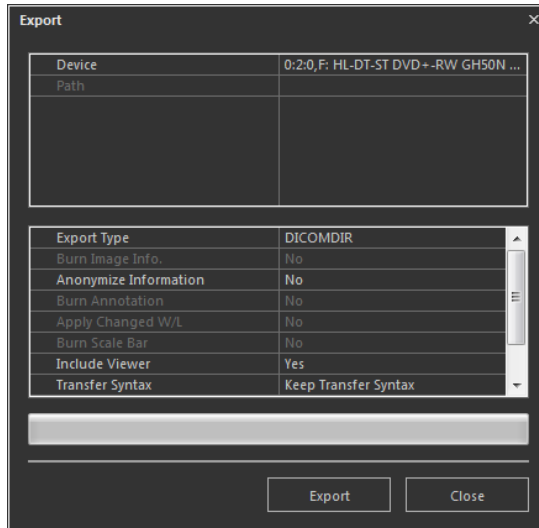 Export
Device 0:2:0,F: HL-DT-ST DVD+-RW GH50N ...
Path
Export Type DICOMDIR
Burn Image Info. No
Anonymize Information No
Burn Annotation No
Apply Changed W/L No
Burn Scale Bar No
Include Viewer Yes
Transfer Syntax Keep Transfer Syntax
Export Close